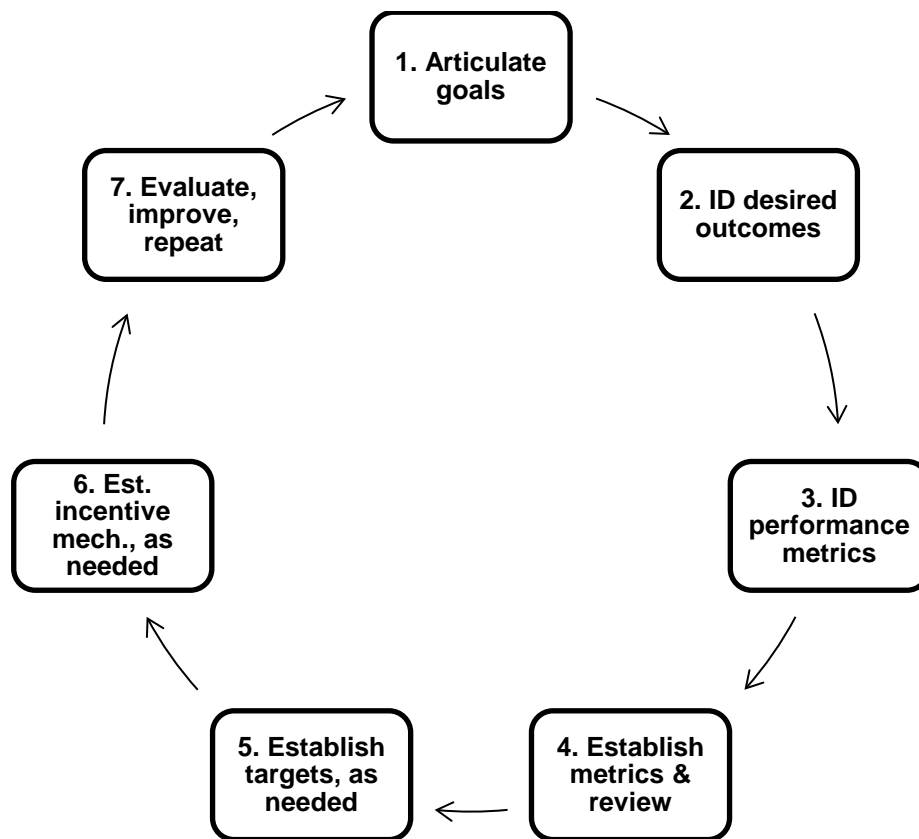 1. Articulate
goals
2. ID desired
outcomes
3. ID
performance
metrics
4. Establish
metrics &
review
5. Establish
targets, as
needed
6. Est.
incentive
mech., as
needed
7. Evaluate,
improve,
repeat